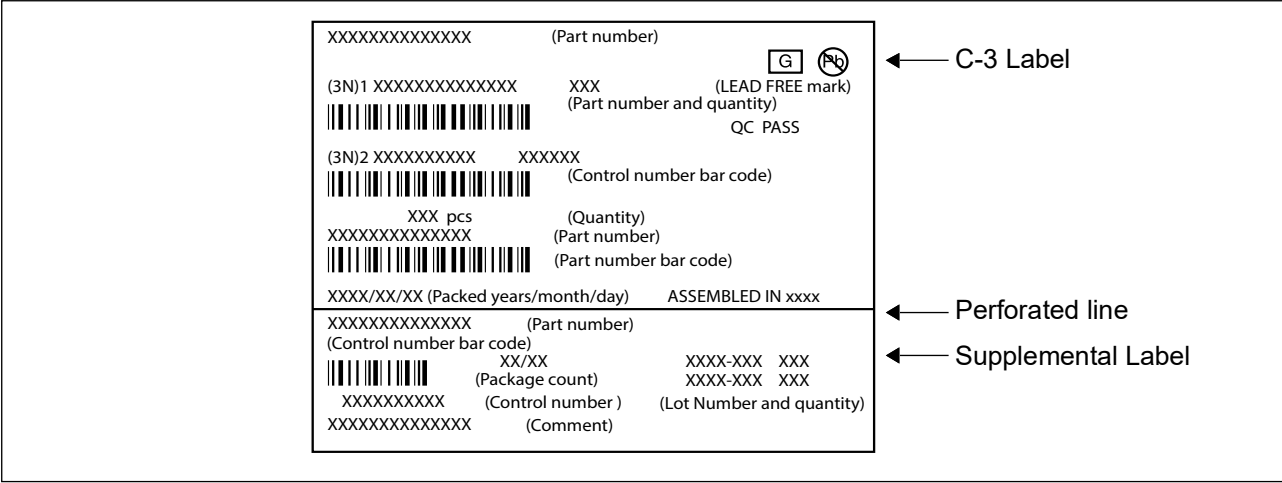 XXXXXXXXXXXXXX (Part number)
G Pb C-3 Label
(3N)1 XXXXXXXXXXXXXX XXX (LEAD FREE mark)
(Part number and quantity)
QC PASS
(3N)2 XXXXXXXXXX XXXXXX
(Control number bar code)
XXX pcs (Quantity)
XXXXXXXXXXXXXX (Part number)
(Part number bar code)
XXXX/XX/XX (Packed years/month/day) ASSEMBLED IN xxxx
Perforated line
XXXXXXXXXXXXXX (Part number)
(Control number bar code)
Supplemental Label
XX/XX XXXX-XXX XXX
(Package count) XXXX-XXX XXX
XXXXXXXXXX (Control number ) (Lot Number and quantity)
XXXXXXXXXXXXXX (Comment)